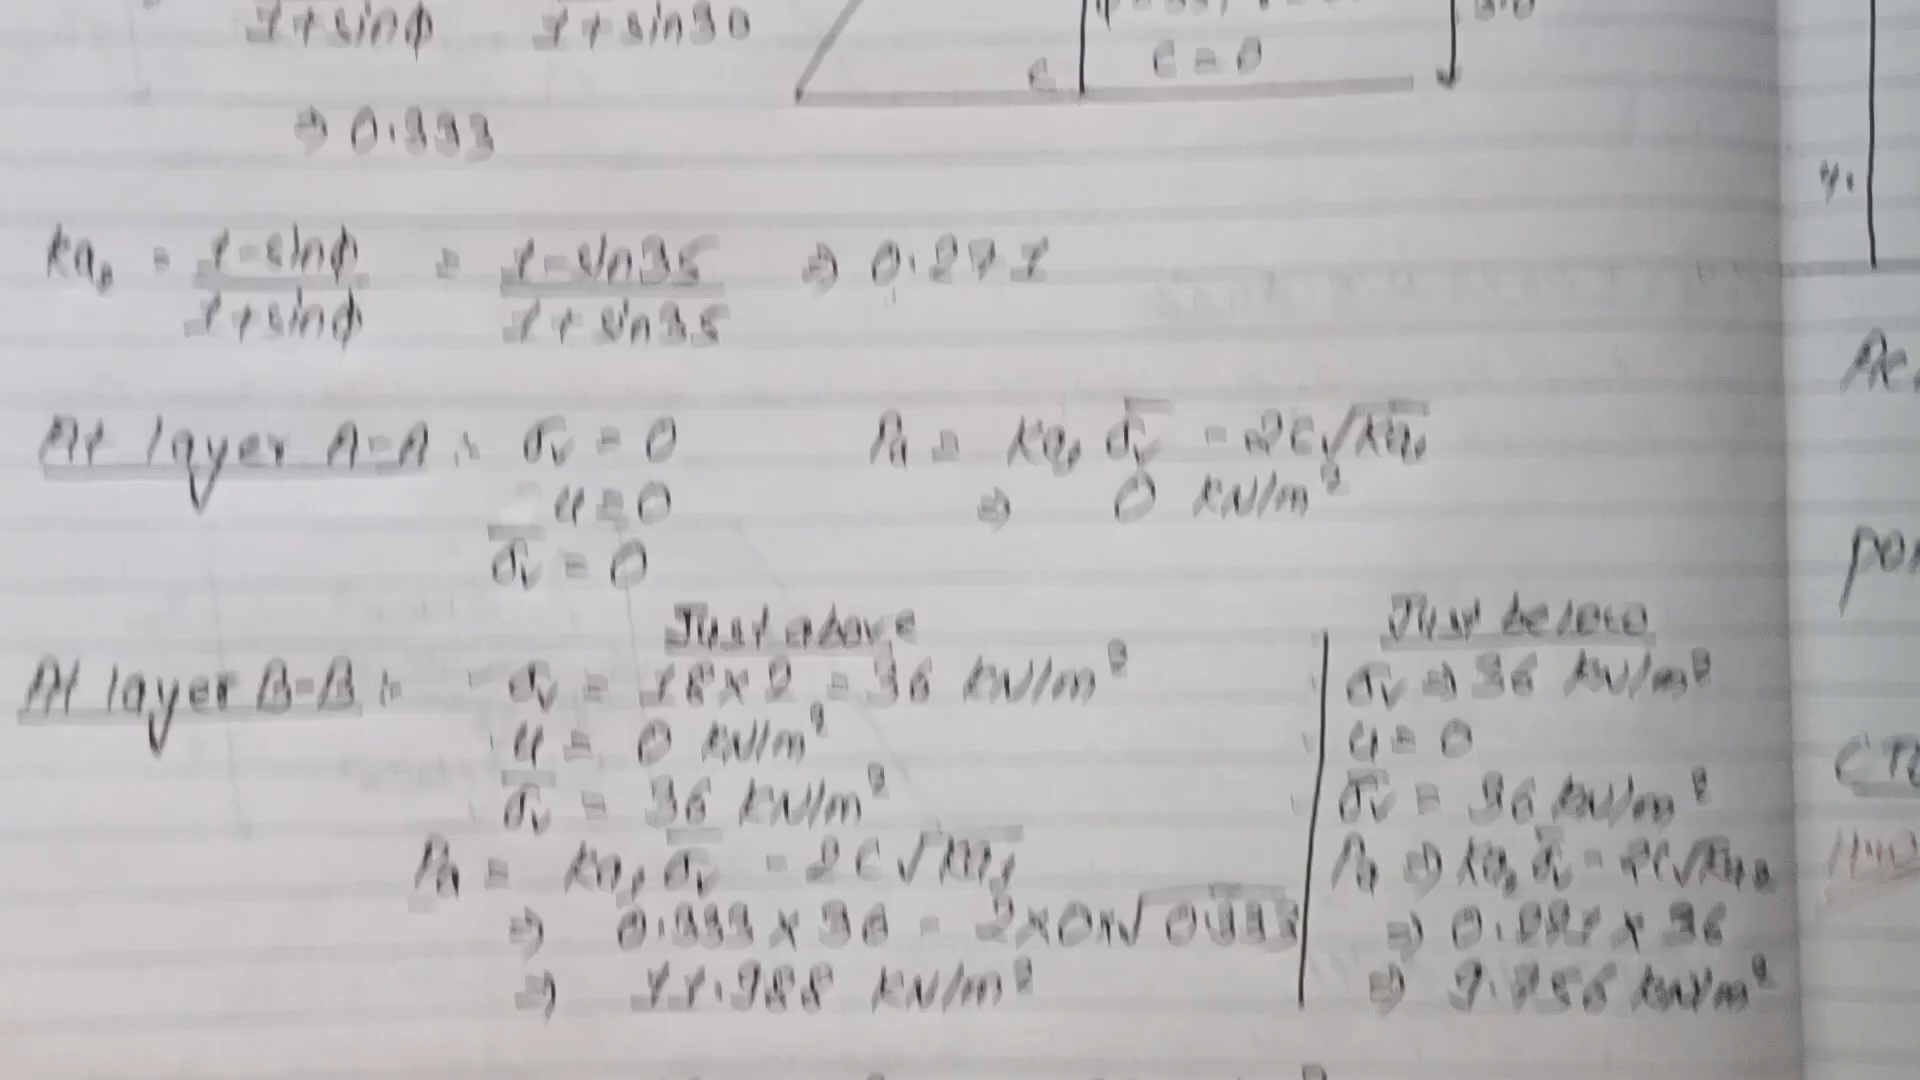 1+sinϕ 1+sin30
c = 0
c
⇒ 0.333
ka₂ = (1-sinϕ)/(1+sinϕ) = (1-sin35)/(1+sin35) ⇒ 0.271
At layer A-A :- σv = 0 Pa = ka₁ σ̅v - 2c√ka₁
u = 0 ⇒ 0 kN/m²
σ̅v = 0
Just above Just below
At layer B-B :- σv = 18×2 = 36 kN/m² σv ⇒ 36 kN/m²
u = 0 kN/m² u = 0
σ̅v = 36 kN/m² σ̅v = 36 kN/m²
Pa = ka₁ σ̅v - 2c√ka₁ Pa ⇒ ka₂ σ̅v - 2c√ka₂
⇒ 0.333 × 36 - 2×0×√0.333 ⇒ 0.271 × 36
⇒ 11.988 kN/m² ⇒ 9.756 kN/m²